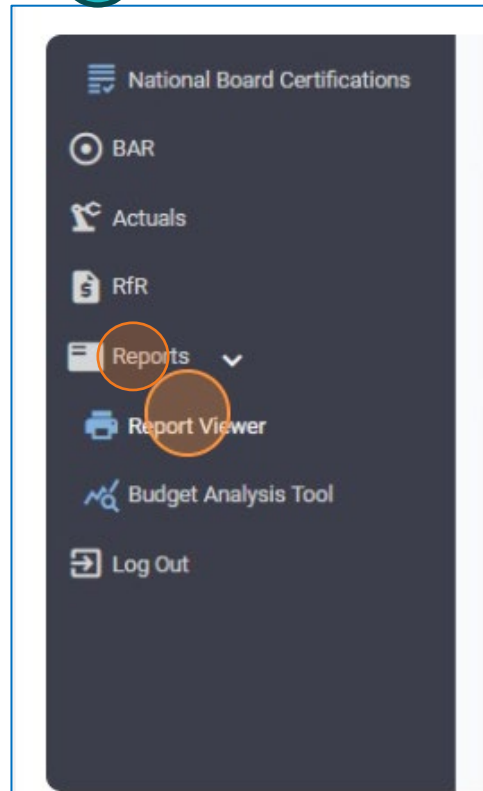 National Board Certifications
BAR
Actuals
RfR
Reports
Report Viewer
Budget Analysis Tool
Log Out